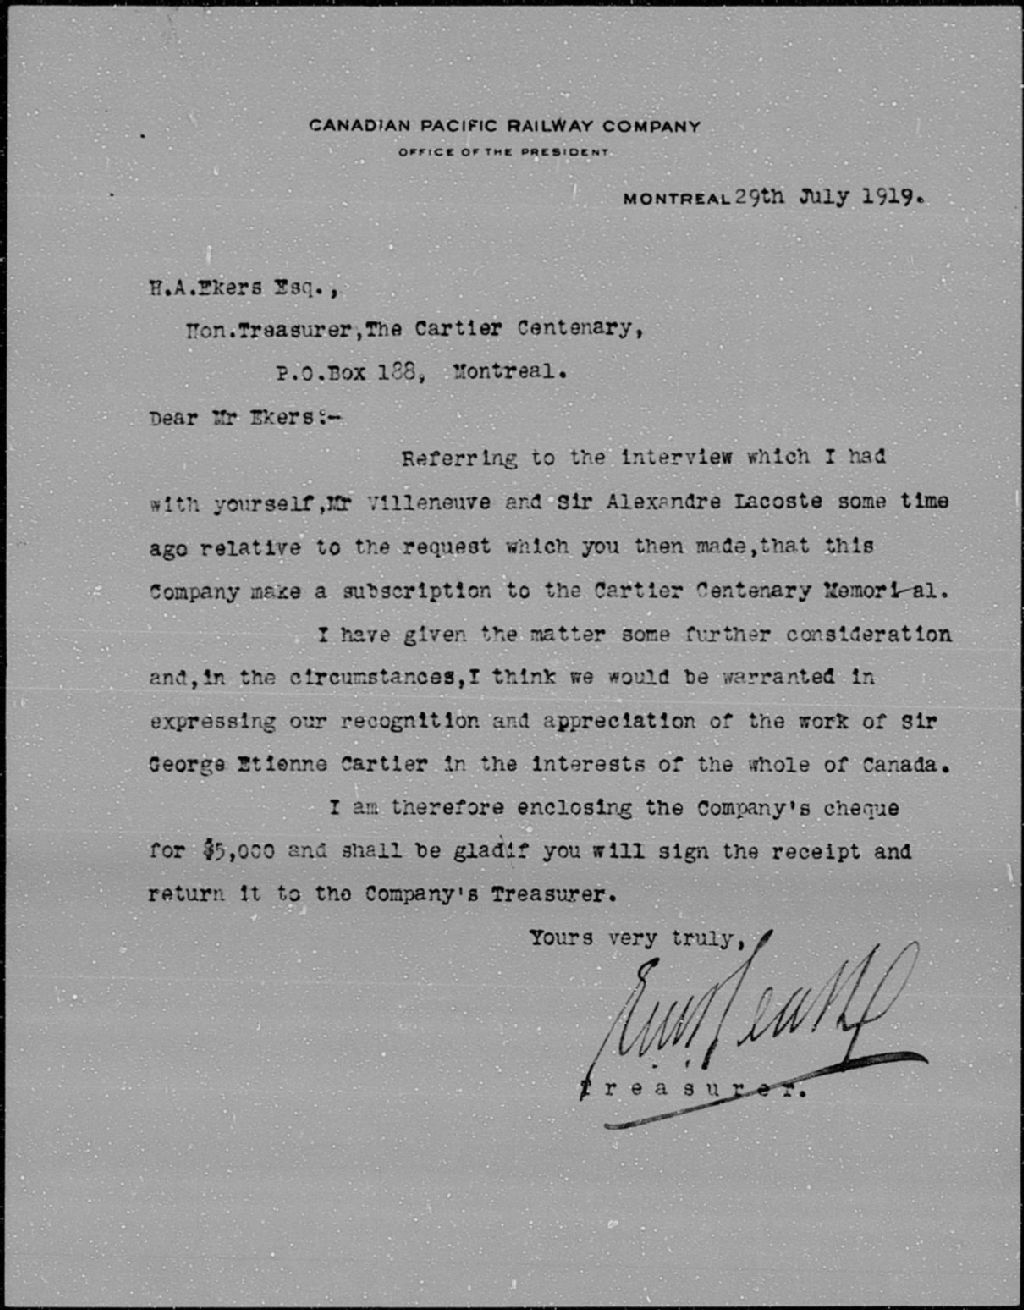 CANADIAN PACIFIC RAILWAY COMPANY
OFFICE OF THE PRESIDENT
MONTREAL 29th July 1919.
H.A.Ekers Esq.,
Hon.Treasurer,The Cartier Centenary,
P.O.Box 188, Montreal.
Dear Mr Ekers:-
Referring to the interview which I had
with yourself,Mr Villeneuve and Sir Alexandre Lacoste some time
ago relative to the request which you then made,that this
Company make a subscription to the Cartier Centenary Memorial.
I have given the matter some further consideration
and,in the circumstances,I think we would be warranted in
expressing our recognition and appreciation of the work of Sir
George Etienne Cartier in the interests of the whole of Canada.
I am therefore enclosing the Company's cheque
for $5,000 and shall be gladif you will sign the receipt and
return it to the Company's Treasurer.
Yours very truly,
Treasurer.